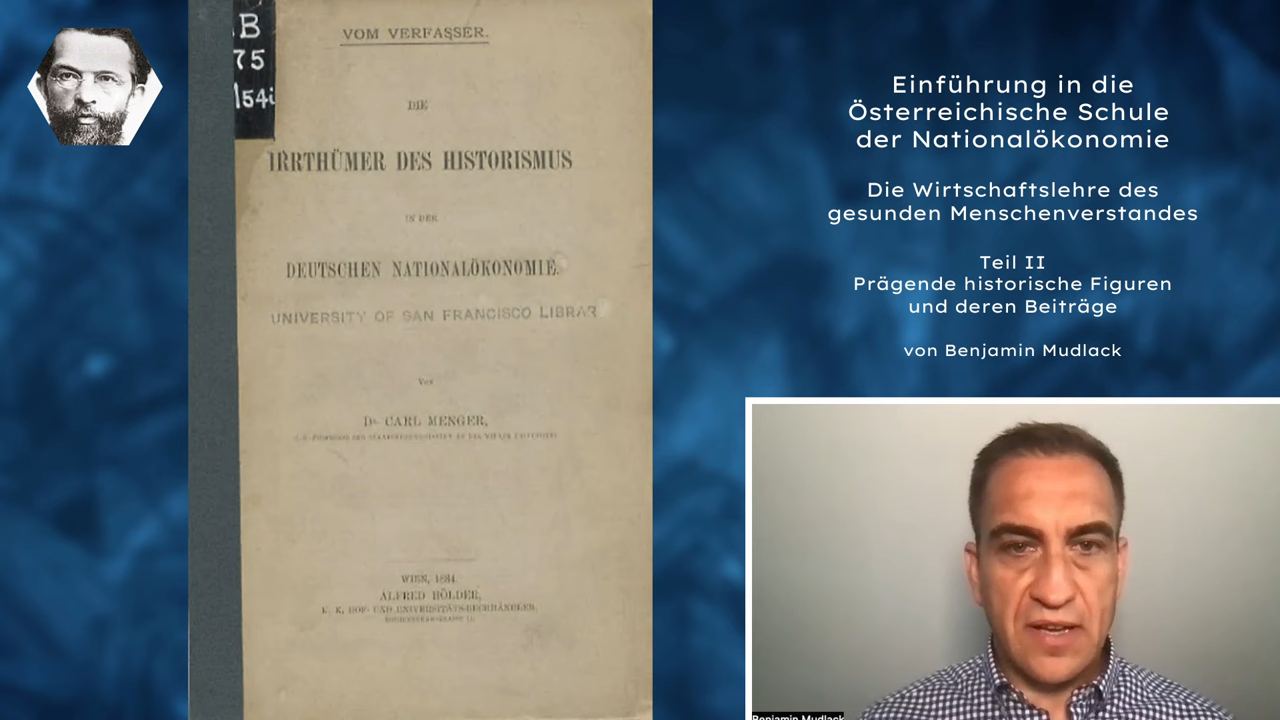 B
75
M54i
VOM VERFASSER.
DIE
IRRTHÜMER DES HISTORISMUS
IN DER
DEUTSCHEN NATIONALÖKONOMIE.
UNIVERSITY OF SAN FRANCISCO LIBRAR
Von
Dr. CARL MENGER,
WIEN, 1884.
ALFRED HÖLDER,
K. K. HOF- UND UNIVERSITÄTS-BUCHHÄNDLER,
Einführung in die
Österreichische Schule
der Nationalökonomie
Die Wirtschaftslehre des
gesunden Menschenverstandes
Teil II
Prägende historische Figuren
und deren Beiträge
von Benjamin Mudlack
Benjamin Mudlack